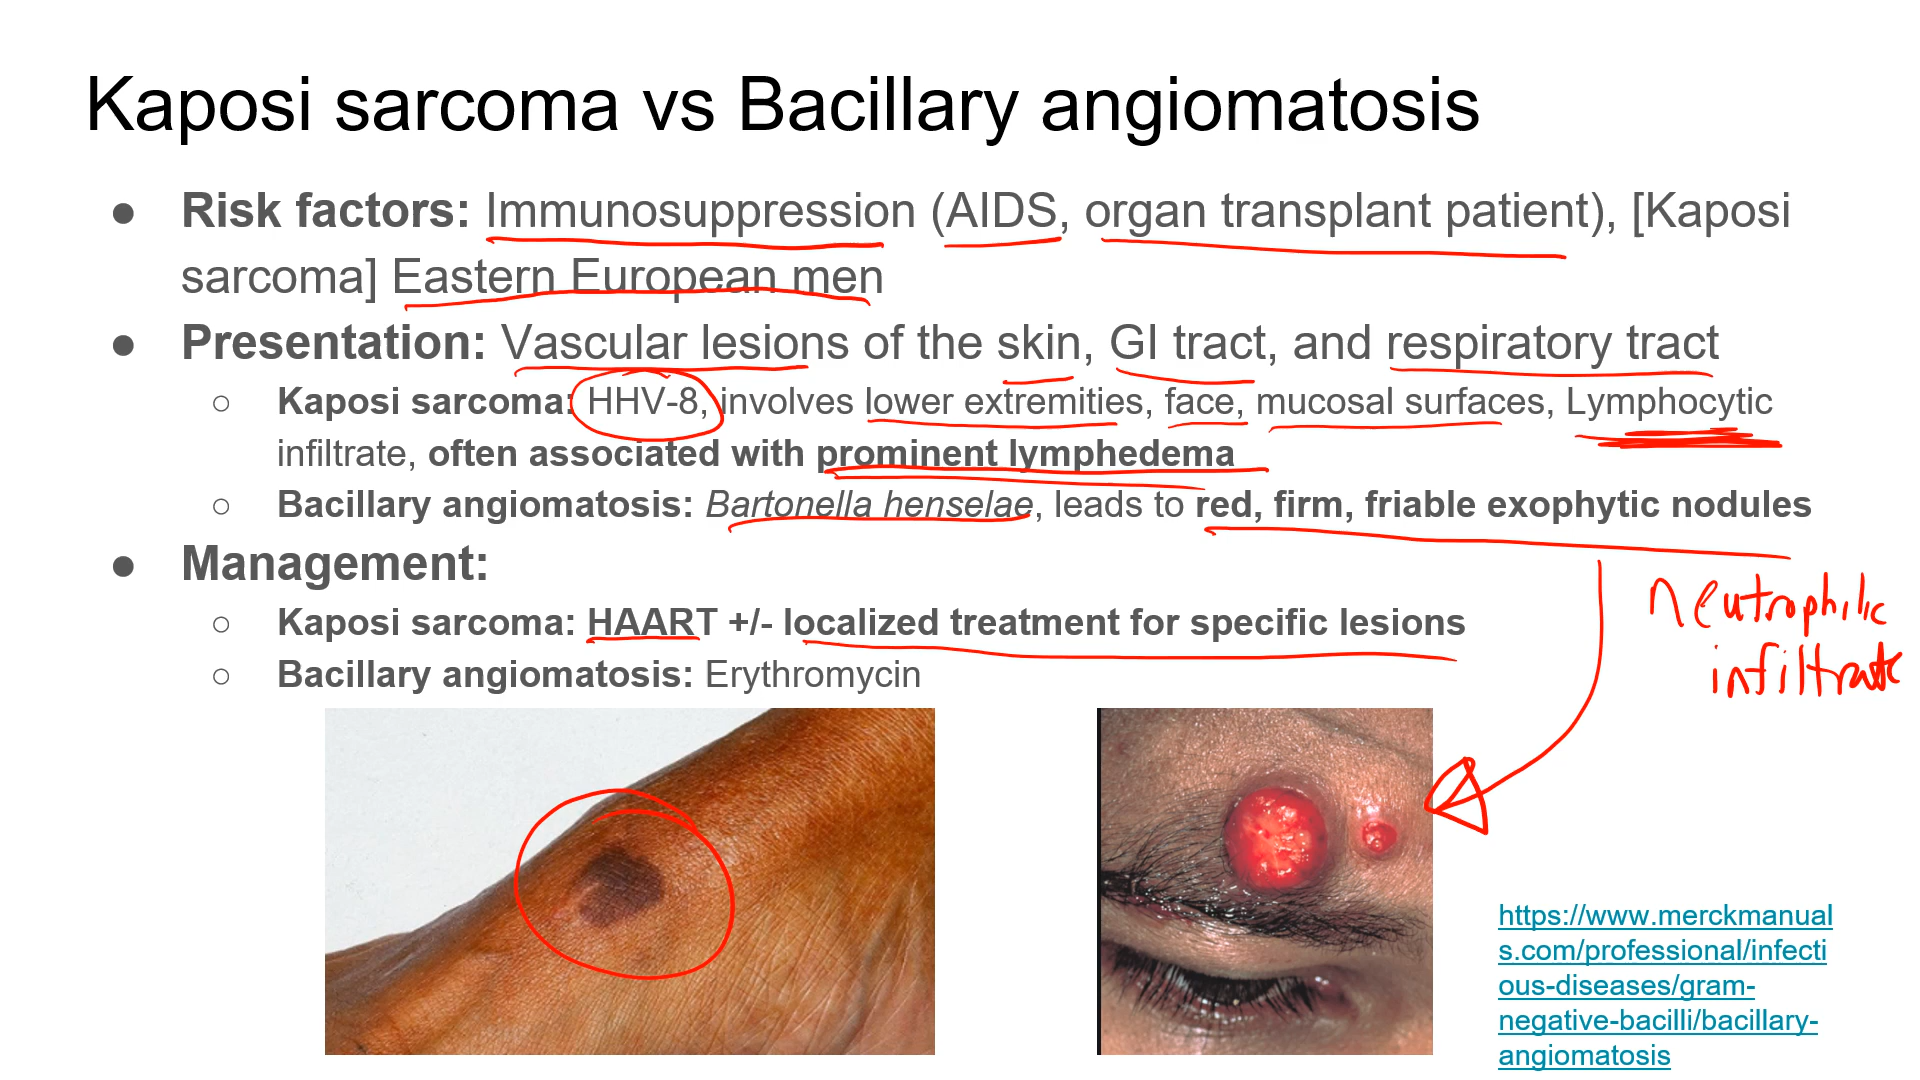 Kaposi sarcoma vs Bacillary angiomatosis
● Risk factors: Immunosuppression (AIDS, organ transplant patient), [Kaposi
sarcoma] Eastern European men
● Presentation: Vascular lesions of the skin, GI tract, and respiratory tract
○ Kaposi sarcoma: HHV-8, involves lower extremities, face, mucosal surfaces, Lymphocytic
infiltrate, often associated with prominent lymphedema
○ Bacillary angiomatosis: Bartonella henselae, leads to red, firm, friable exophytic nodules
● Management:
○ Kaposi sarcoma: HAART +/- localized treatment for specific lesions
○ Bacillary angiomatosis: Erythromycin
neutrophilic
infiltrate
https://www.merckmanual
s.com/professional/infecti
ous-diseases/gram-
negative-bacilli/bacillary-
angiomatosis